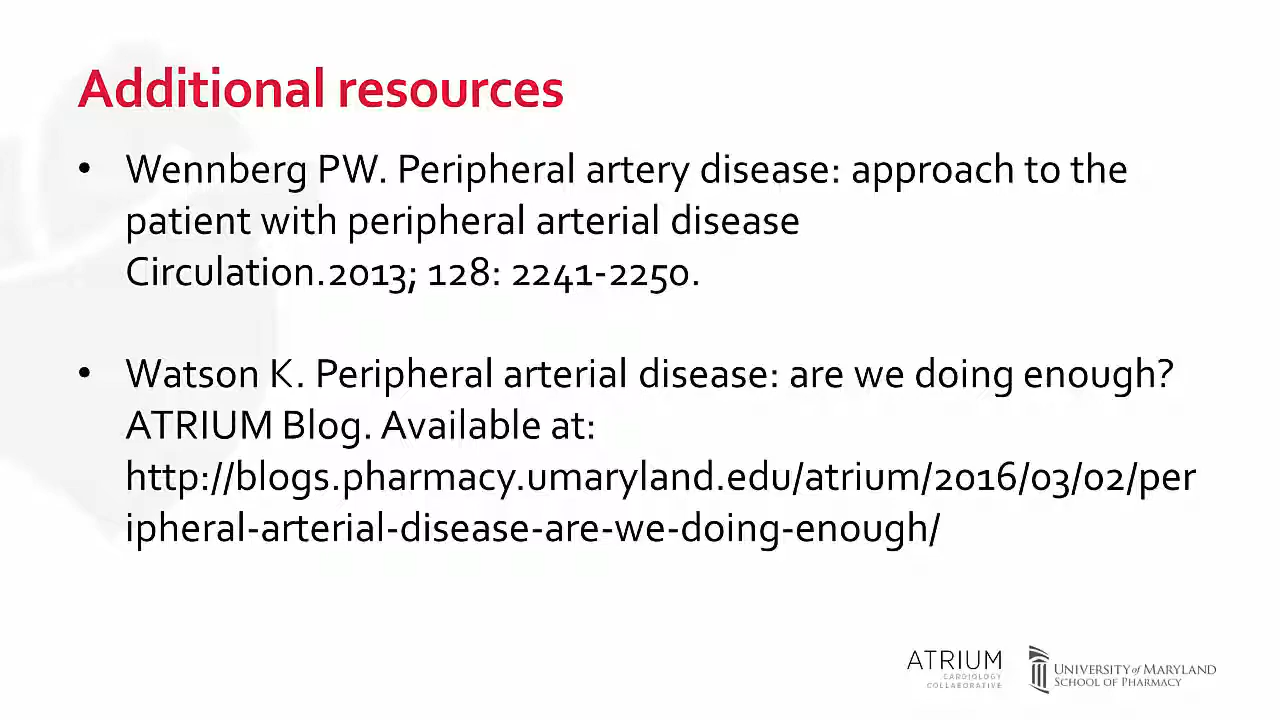 Additional resources
• Wennberg PW. Peripheral artery disease: approach to the
patient with peripheral arterial disease
Circulation.2013; 128: 2241-2250.
• Watson K. Peripheral arterial disease: are we doing enough?
ATRIUM Blog. Available at:
http://blogs.pharmacy.umaryland.edu/atrium/2016/03/02/per
ipheral-arterial-disease-are-we-doing-enough/
ATRIUM
CARDIOLOGY
COLLABORATIVE
UNIVERSITY of MARYLAND
SCHOOL OF PHARMACY